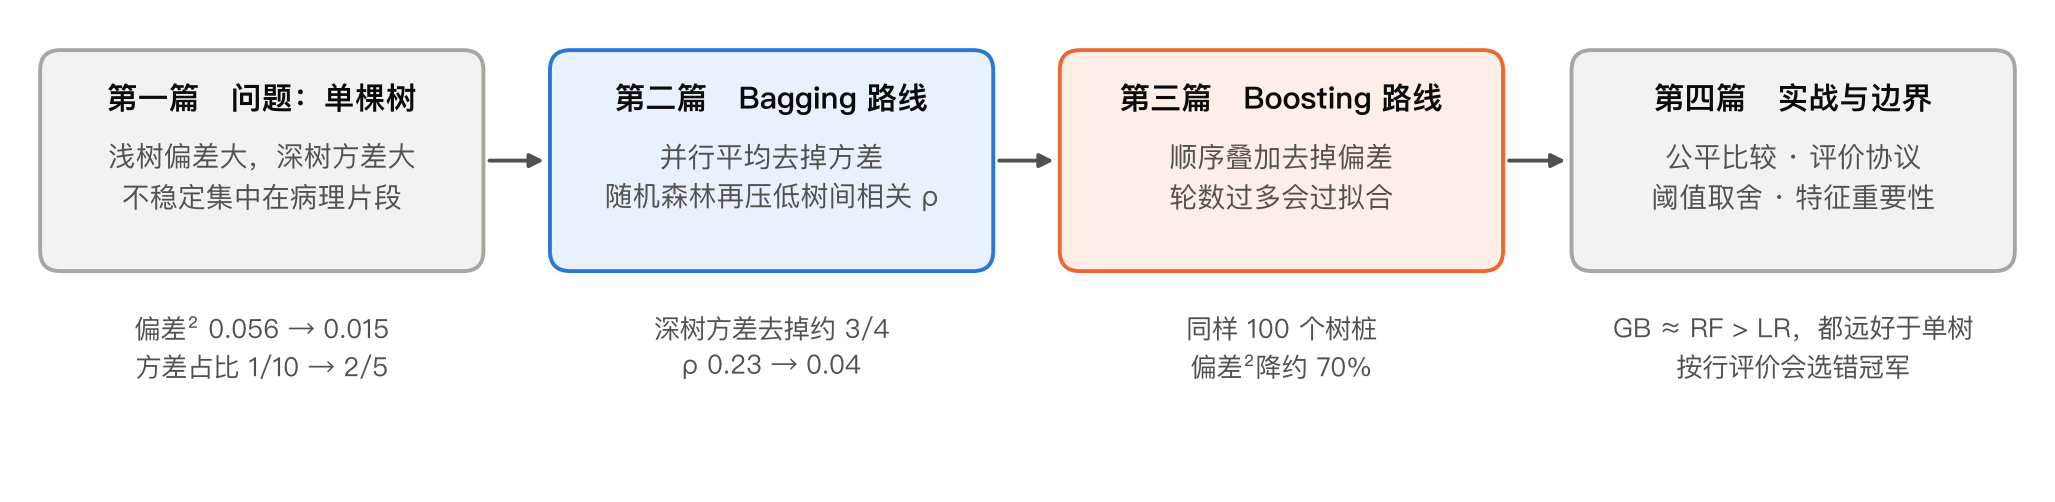 第一篇　问题：单棵树
浅树偏差大，深树方差大
不稳定集中在病理片段
偏差² 0.056 → 0.015
方差占比 1/10 → 2/5
第二篇　Bagging 路线
并行平均去掉方差
随机森林再压低树间相关 ρ
深树方差去掉约 3/4
ρ 0.23 → 0.04
第三篇　Boosting 路线
顺序叠加去掉偏差
轮数过多会过拟合
同样 100 个树桩
偏差²降约 70%
第四篇　实战与边界
公平比较 · 评价协议
阈值取舍 · 特征重要性
GB ≈ RF > LR，都远好于单树
按行评价会选错冠军